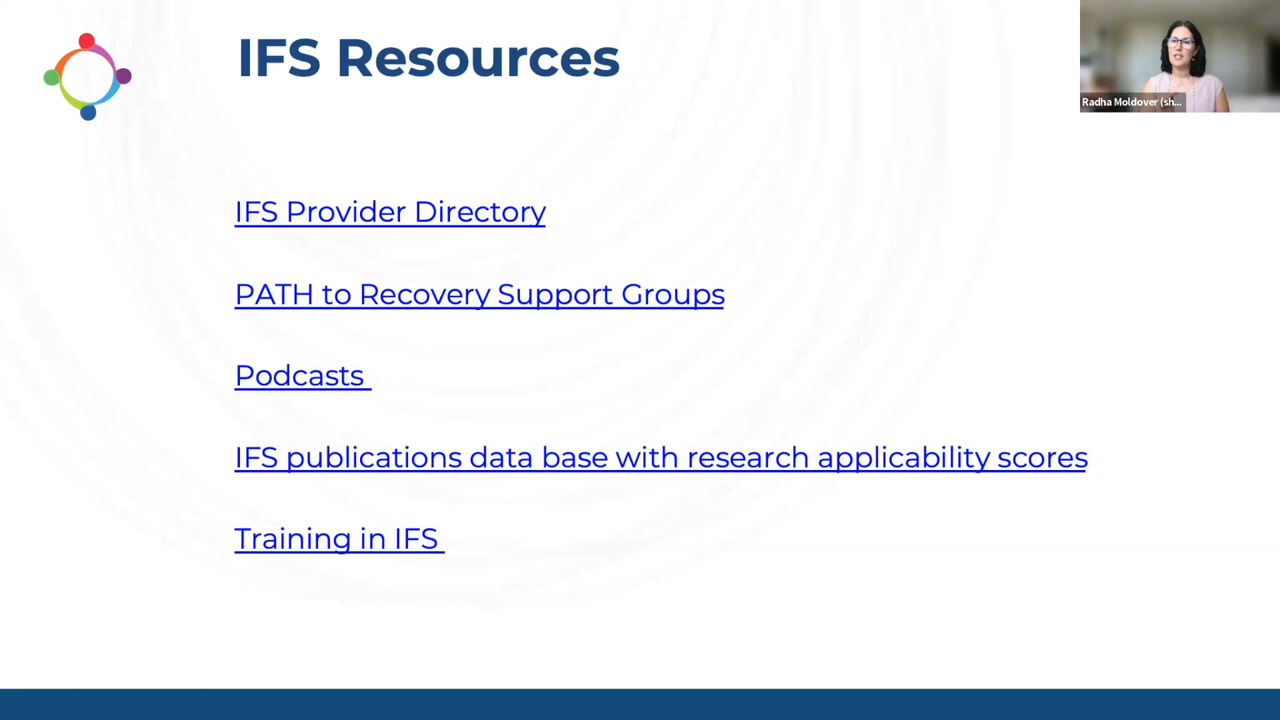 IFS Resources
Radha Moldover (sh...
IFS Provider Directory
PATH to Recovery Support Groups
Podcasts
IFS publications data base with research applicability scores
Training in IFS